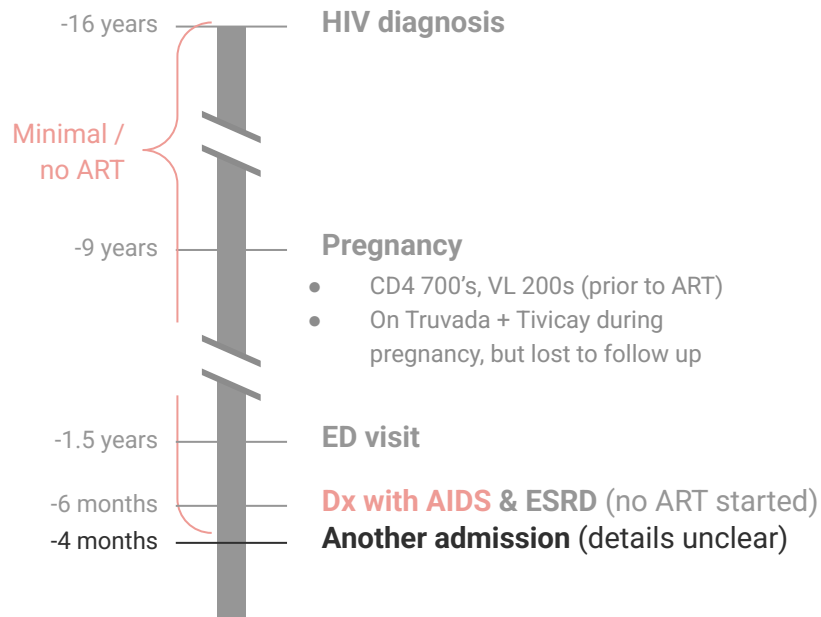 -16 years HIV diagnosis
Minimal /
no ART
-9 years Pregnancy
● CD4 700's, VL 200s (prior to ART)
● On Truvada + Tivicay during
pregnancy, but lost to follow up
-1.5 years ED visit
-6 months Dx with AIDS & ESRD (no ART started)
-4 months Another admission (details unclear)